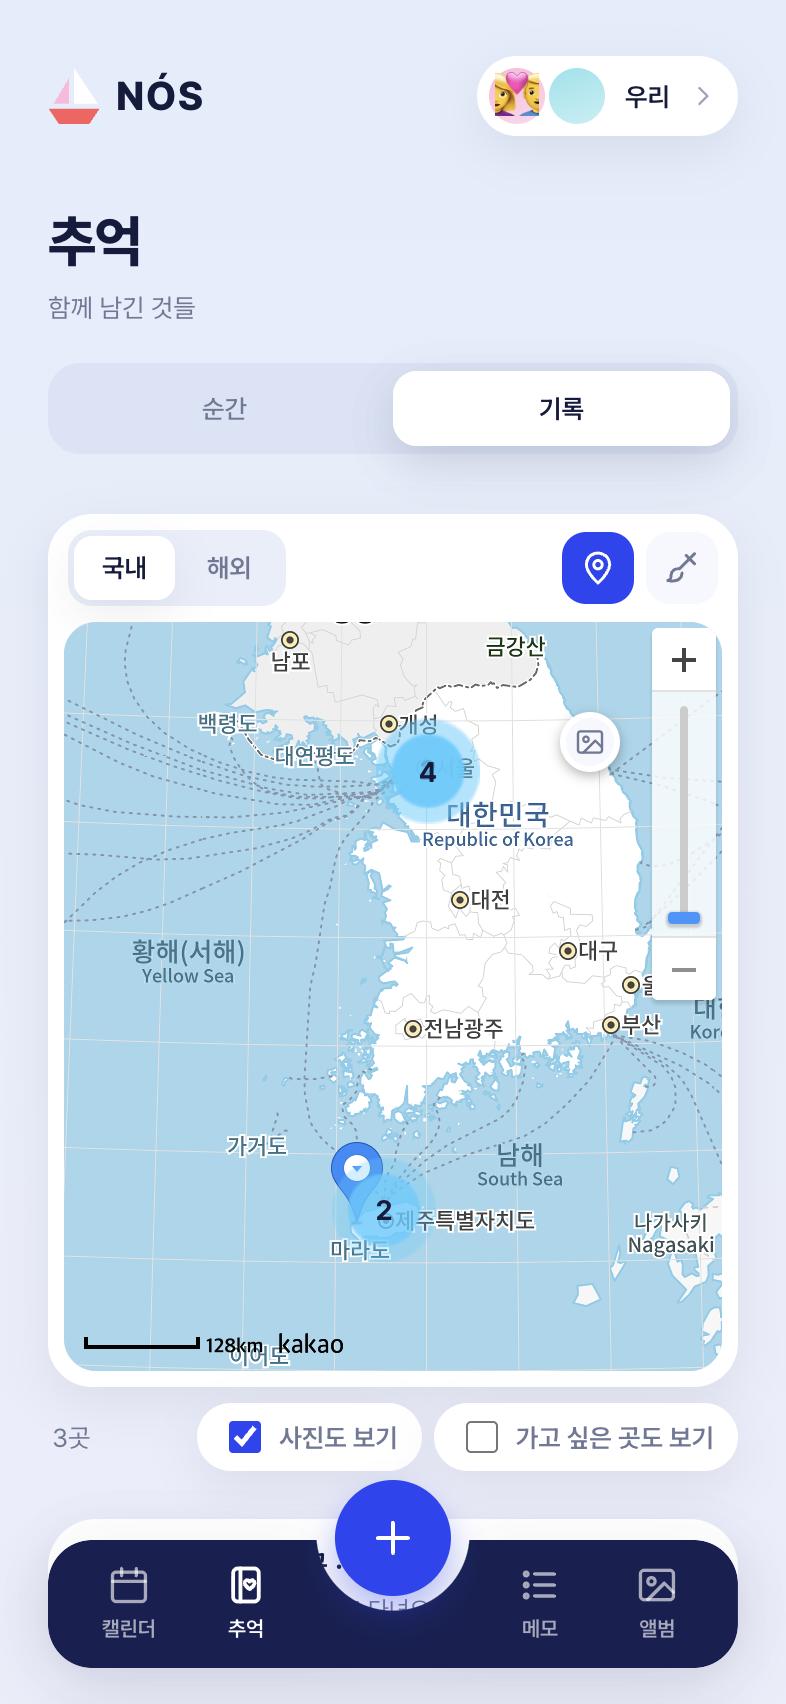 NÓS
우리
추억
함께 남긴 것들
순간
기록
국내
해외
남포
금강산
백령도
개성
대연평도
4
서울
대한민국
Republic of Korea
대전
황해(서해)
Yellow Sea
대구
전남광주
부산
가거도
남해
South Sea
2
제주특별자치도
나가사키
Nagasaki
마라도
128km
kakao
이어도
3곳
사진도 보기
가고 싶은 곳도 보기
캘린더
추억
메모
앨범